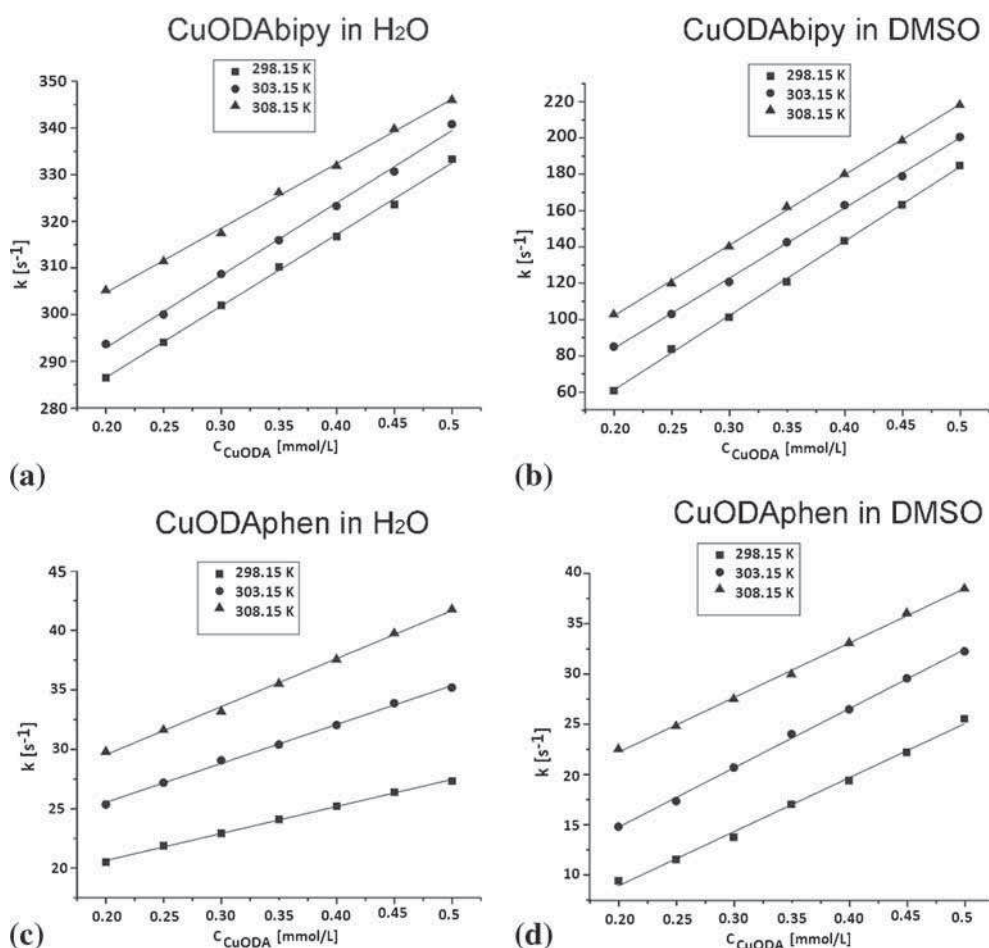 CuODAbipy in H₂O
298.15 K
303.15 K
308.15 K
k [s⁻¹]
350
340
330
320
310
300
290
280
0.20 0.25 0.30 0.35 0.40 0.45 0.5
C CuODA [mmol/L]
(a)
CuODAbipy in DMSO
298.15 K
303.15 K
308.15 K
k [s⁻¹]
220
200
180
160
140
120
100
80
60
0.20 0.25 0.30 0.35 0.40 0.45 0.5
C CuODA [mmol/L]
(b)
CuODAphen in H₂O
298.15 K
303.15 K
308.15 K
k [s⁻¹]
45
40
35
30
25
20
0.20 0.25 0.30 0.35 0.40 0.45 0.5
C CuODA [mmol/L]
(c)
CuODAphen in DMSO
298.15 K
303.15 K
308.15 K
k [s⁻¹]
40
35
30
25
20
15
10
0.20 0.25 0.30 0.35 0.40 0.45 0.50
C CuODA [mmol/L]
(d)